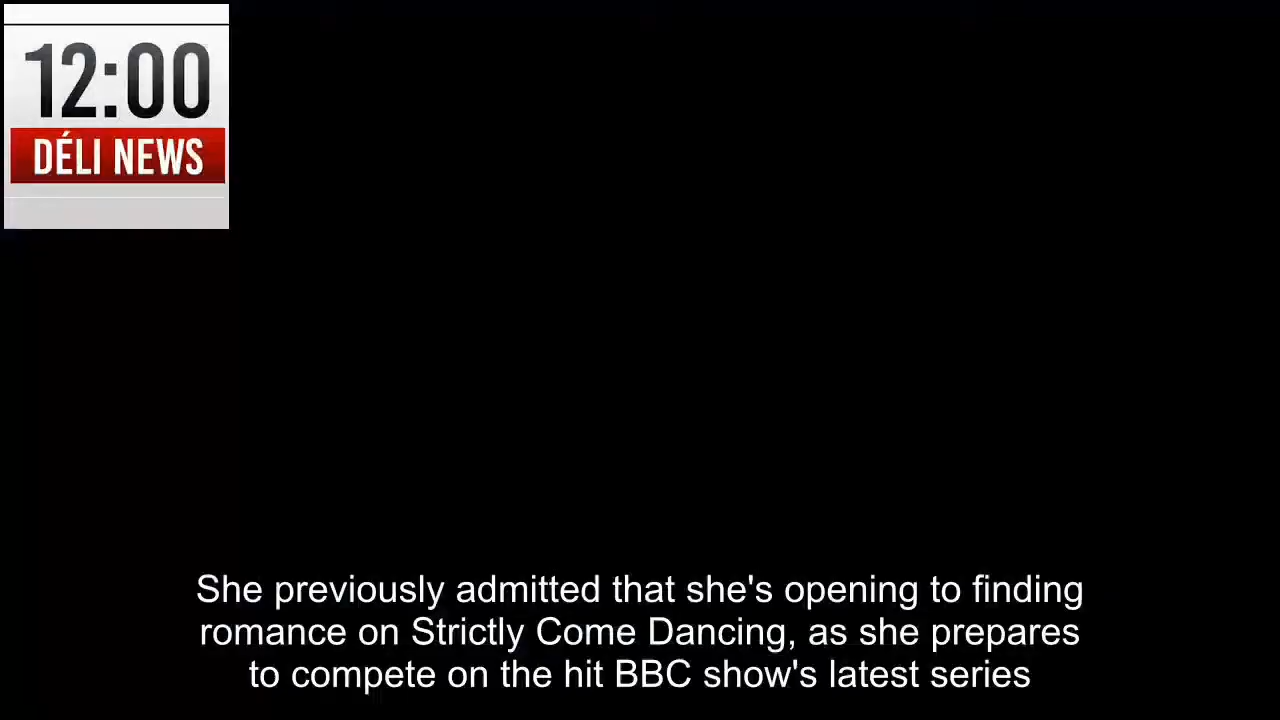 12:00
DÉLI NEWS
She previously admitted that she's opening to finding
romance on Strictly Come Dancing, as she prepares
to compete on the hit BBC show's latest series